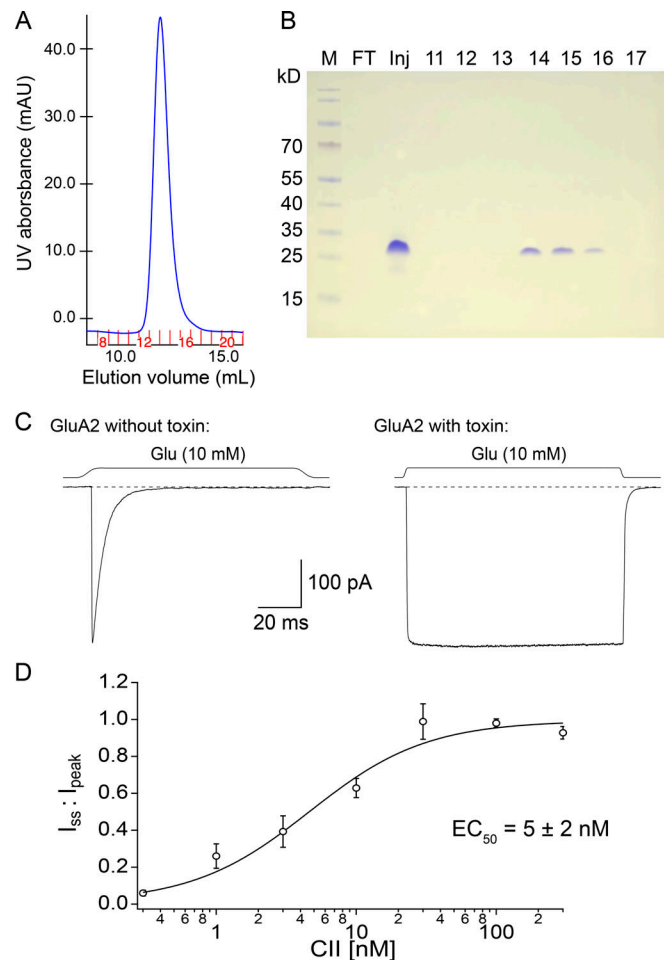 A
UV aborsbance (mAU)
40.0
20.0
10.0
0.0
8 12 16 20
10.0 15.0
Elution volume (mL)
B
M FT Inj 11 12 13 14 15 16 17
kD
70
55
40
35
25
15
C
GluA2 without toxin:
Glu (10 mM)
GluA2 with toxin:
Glu (10 mM)
100 pA
20 ms
D
Iss : Ipeak
1.2
1.0
0.8
0.6
0.4
0.2
0.0
EC50 = 5 ± 2 nM
4 6 8 2 4 6 8 2 4 6 8 2
1 10 100
CII [nM]